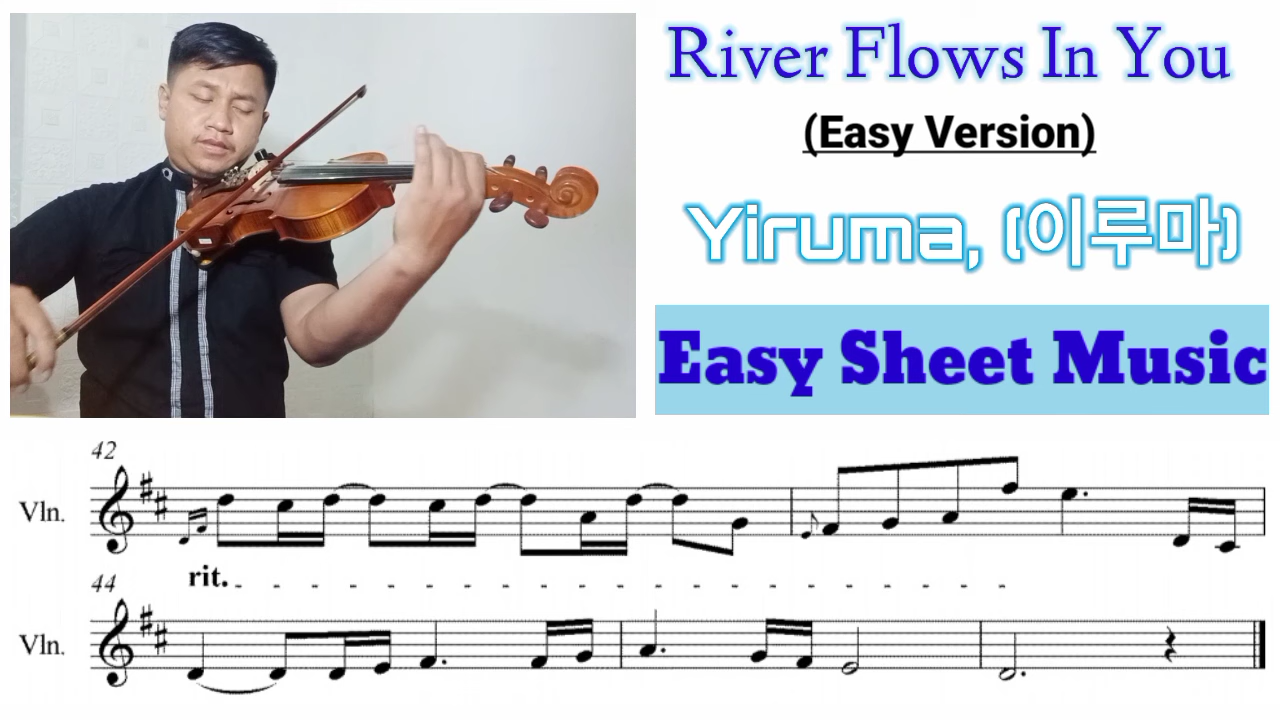 River Flows In You
(Easy Version)
Yiruma, (이루마)
Easy Sheet Music
42
Vln.
rit.
44
Vln.